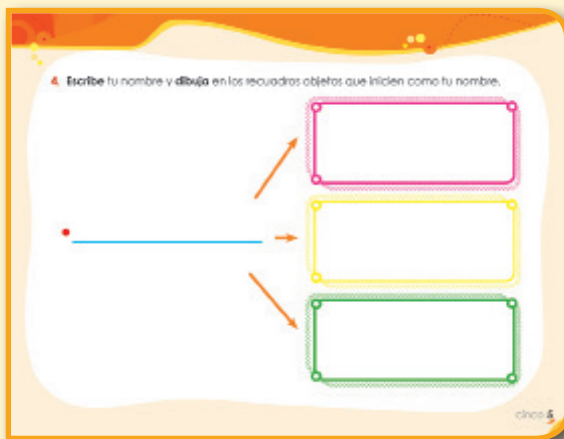 4. Escribe tu nombre y dibuja en los recuadros objetos que inicien como tu nombre.
cinco 5